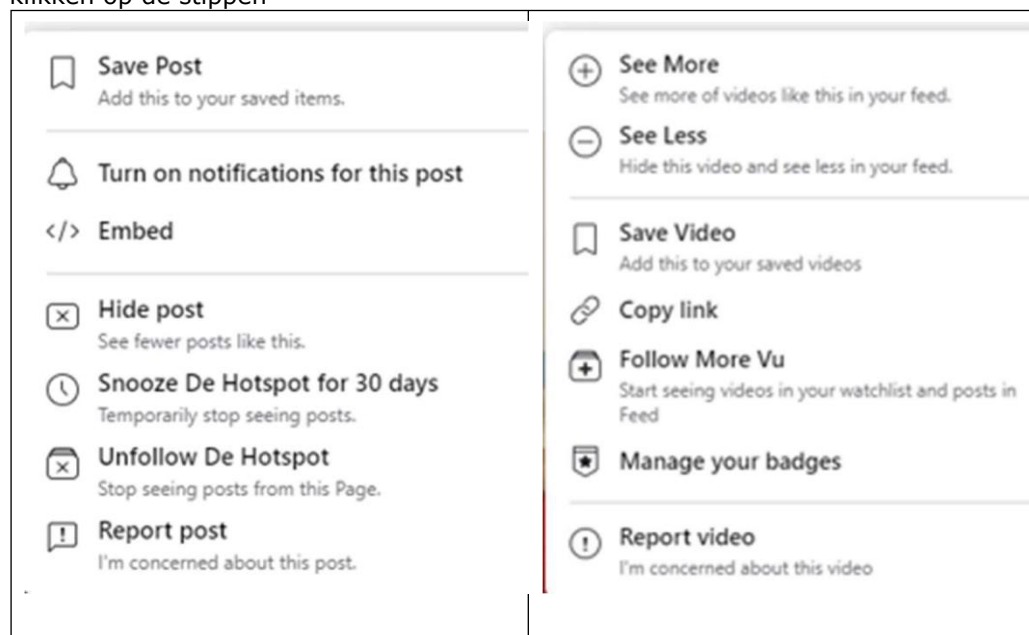 klikken op de stippen
Save Post
Add this to your saved items.
Turn on notifications for this post
</> Embed
Hide post
See fewer posts like this.
Snooze De Hotspot for 30 days
Temporarily stop seeing posts.
Unfollow De Hotspot
Stop seeing posts from this Page.
Report post
I'm concerned about this post.
See More
See more of videos like this in your feed.
See Less
Hide this video and see less in your feed.
Save Video
Add this to your saved videos
Copy link
Follow More Vu
Start seeing videos in your watchlist and posts in
Feed
Manage your badges
Report video
I'm concerned about this video